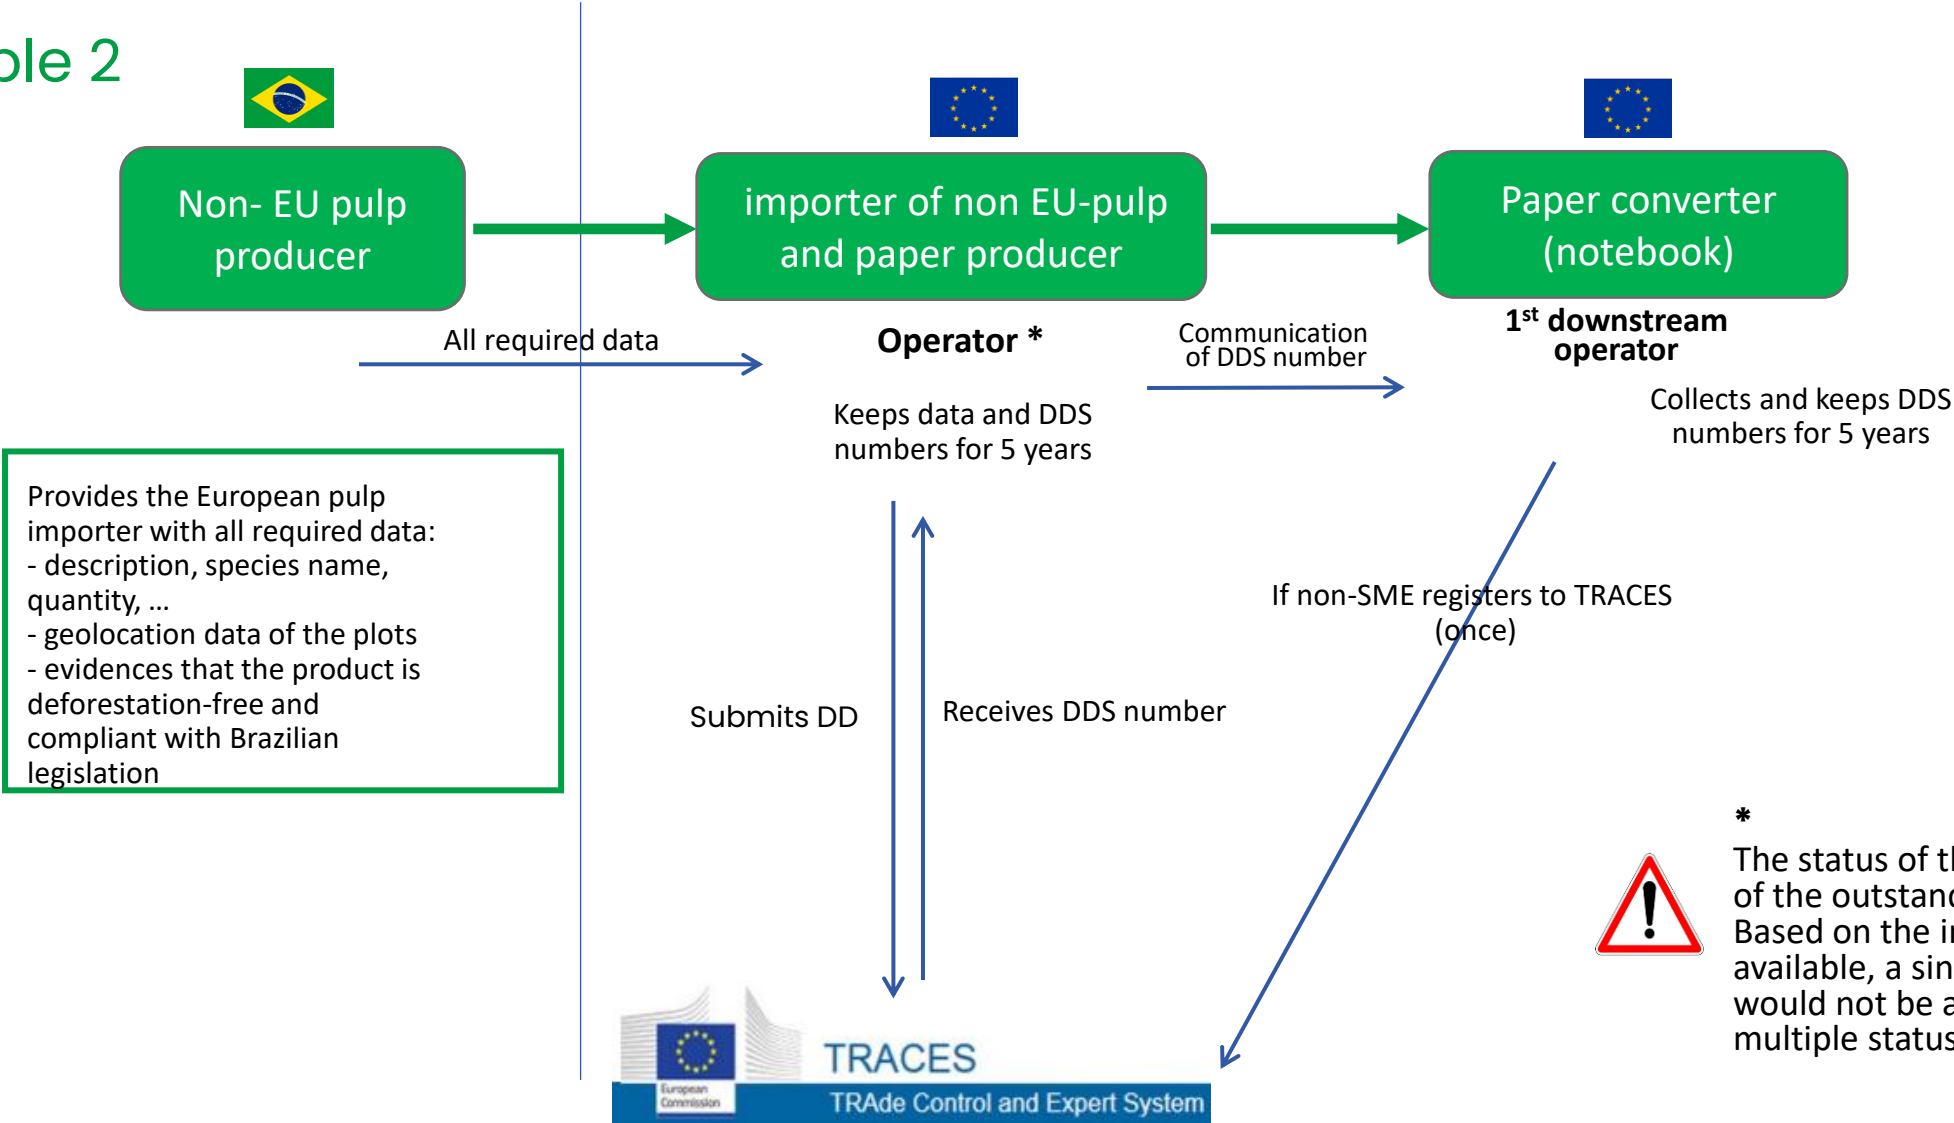 ple 2
Non- EU pulp
producer
importer of non EU-pulp
and paper producer
Paper converter
(notebook)
All required data
Operator *
Communication
of DDS number
1st downstream
operator
Keeps data and DDS
numbers for 5 years
Collects and keeps DDS
numbers for 5 years
Provides the European pulp
importer with all required data:
- description, species name,
quantity, ...
- geolocation data of the plots
- evidences that the product is
deforestation-free and
compliant with Brazilian
legislation
If non-SME registers to TRACES
(once)
Submits DD
Receives DDS number
*
The status of
of the
Based on the
available, a
would not be
multiple
European
Commission
TRACES
TRAde Control and Expert System